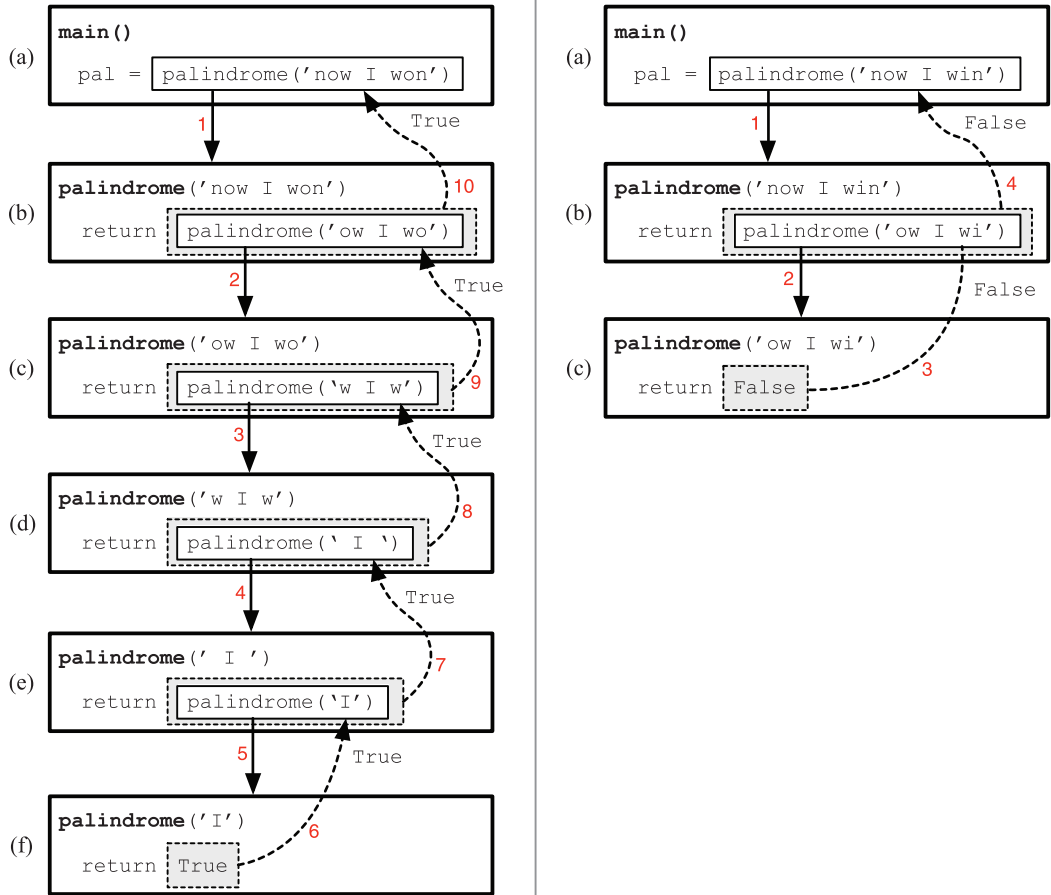 (a)
main()
pal = palindrome(’now I won’)
1
True
(b)
palindrome(’now I won’)
10
return palindrome(’ow I wo’)
2
True
(c)
palindrome(’ow I wo’)
return palindrome(‘w I w’)
9
3
True
(d)
palindrome(’w I w’)
8
return palindrome(‘ I ‘)
4
True
(e)
palindrome(’ I ’)
7
return palindrome(‘I’)
5
True
(f)
palindrome(’I’)
6
return True
(a)
main()
pal = palindrome(’now I win’)
1
False
(b)
palindrome(’now I win’)
4
return palindrome(’ow I wi’)
2
False
(c)
palindrome(’ow I wi’)
3
return False